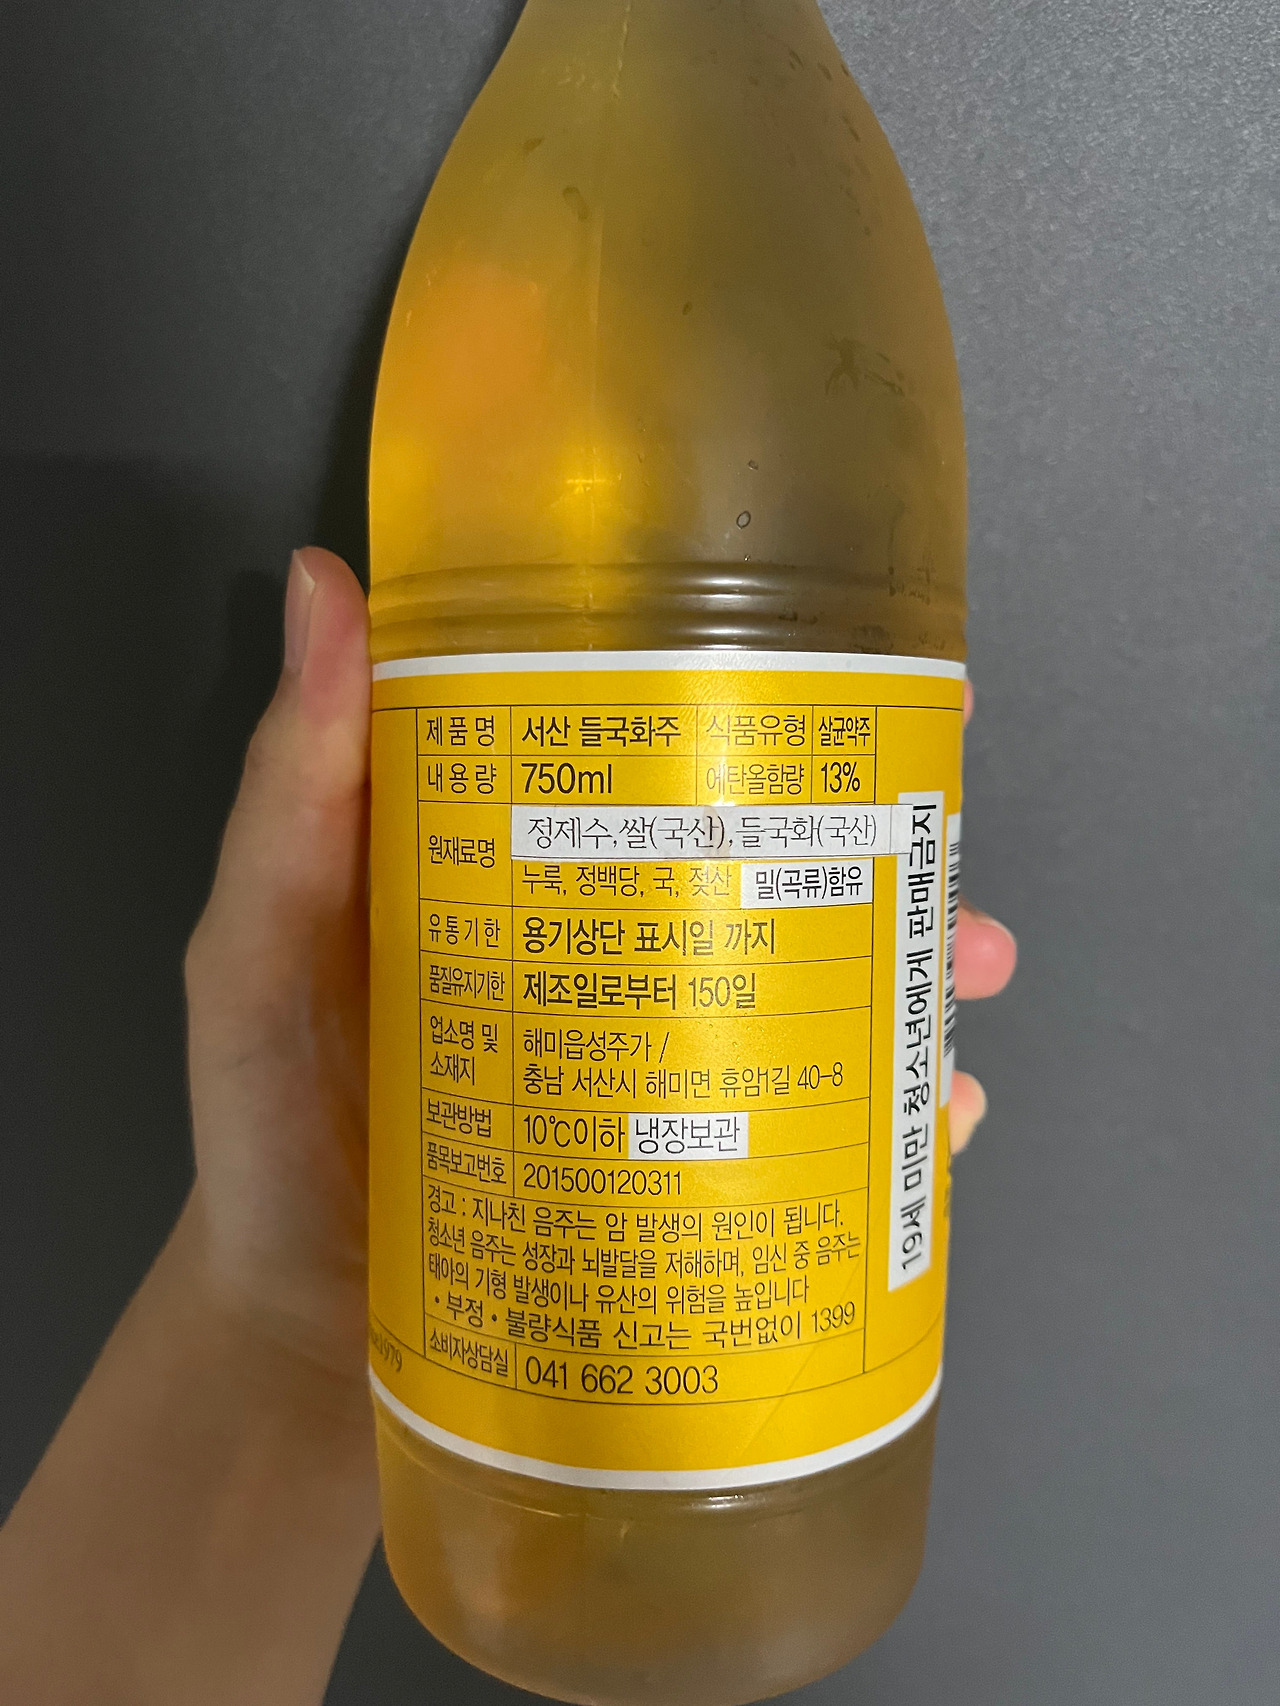 제품명 서산 들국화주 식품유형 살균약주
내용량 750ml 에탄올함량 13%
원재료명 정제수, 쌀(국산), 들국화(국산)
누룩, 정백당, 국, 젖산 밀(곡류)함유
유통기한 용기상단 표시일 까지
품질유지기한 제조일로부터 150일
업소명 및 소재지 해미읍성주가 /
충남 서산시 해미면 휴암1길 40-8
보관방법 10℃이하 냉장보관
품목보고번호 201500120311
경고 : 지나친 음주는 암 발생의 원인이 됩니다.
청소년 음주는 성장과 뇌발달을 저해하며, 임신 중 음주는
태아의 기형 발생이나 유산의 위험을 높입니다
• 부정 • 불량식품 신고는 국번없이 1399
소비자상담실 041 662 3003
19세 미만 청소년에게 판매금지
1979